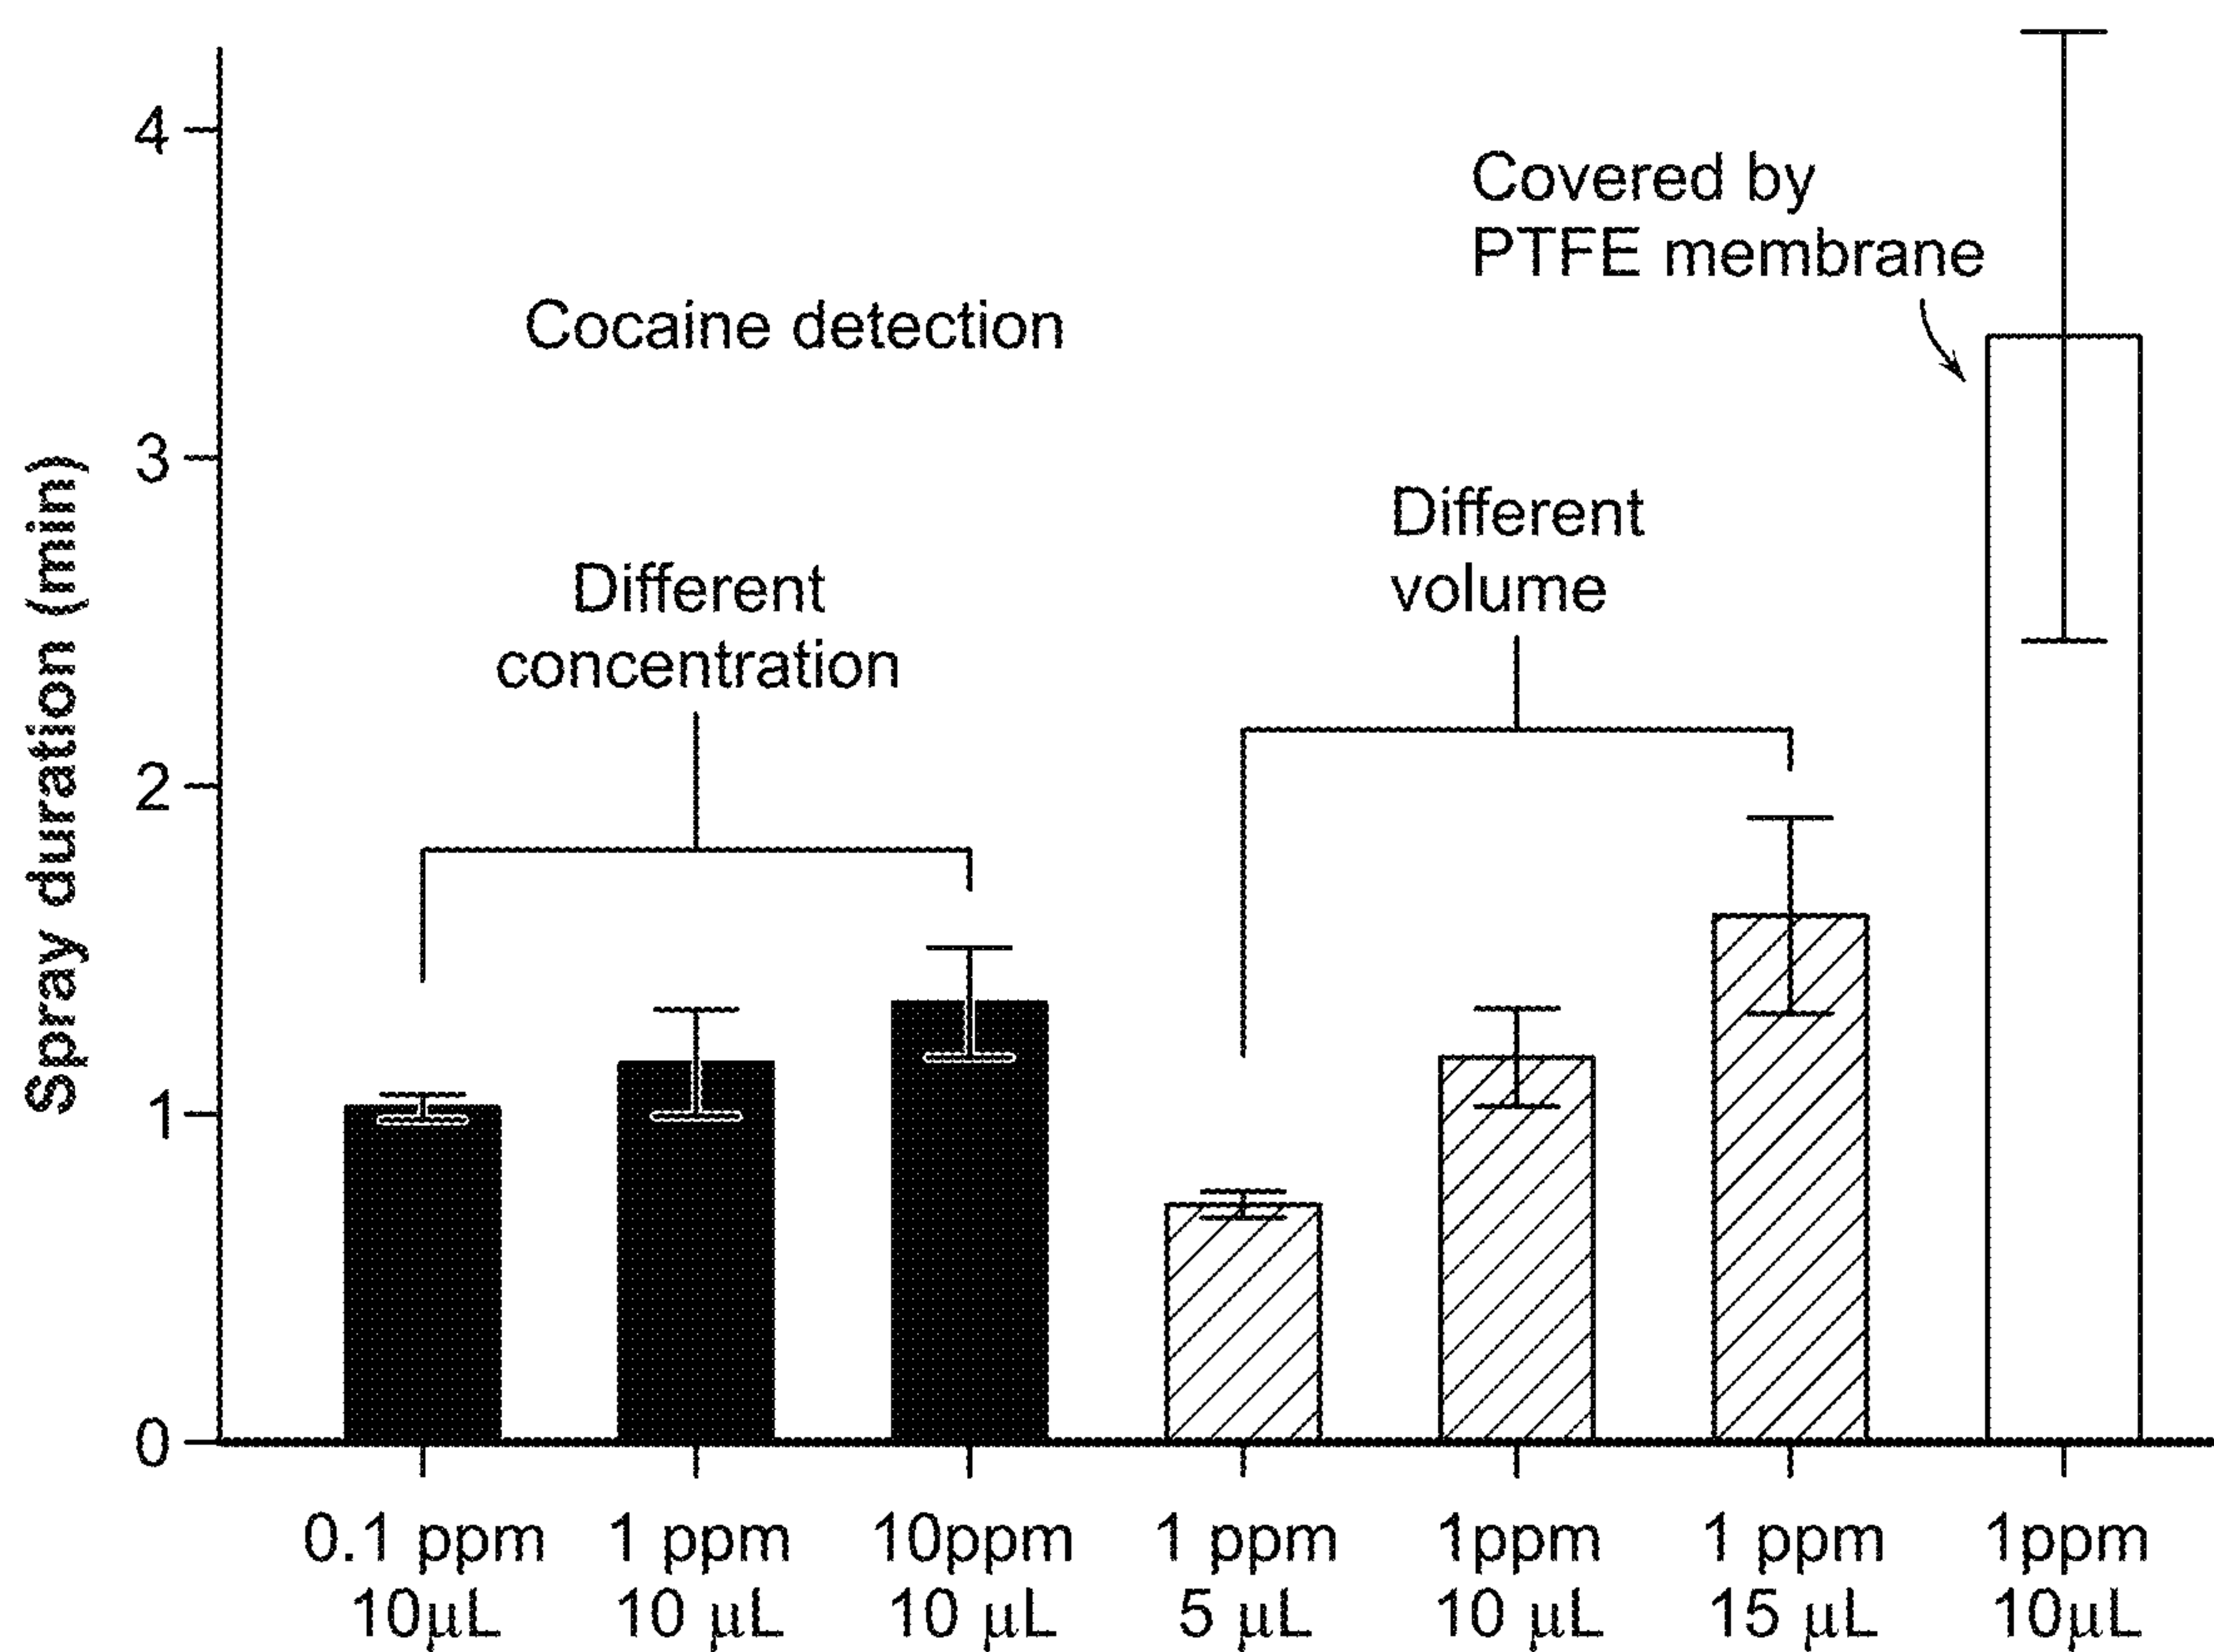 Spray duration (min)
4
3
2
1
0
Cocaine detection
Different
concentration
Different
volume
Covered by
PTFE membrane
0.1 ppm
10μL
1 ppm
10 μL
10ppm
10 μL
1 ppm
5 μL
1ppm
10 μL
1 ppm
15 μL
1ppm
10μL